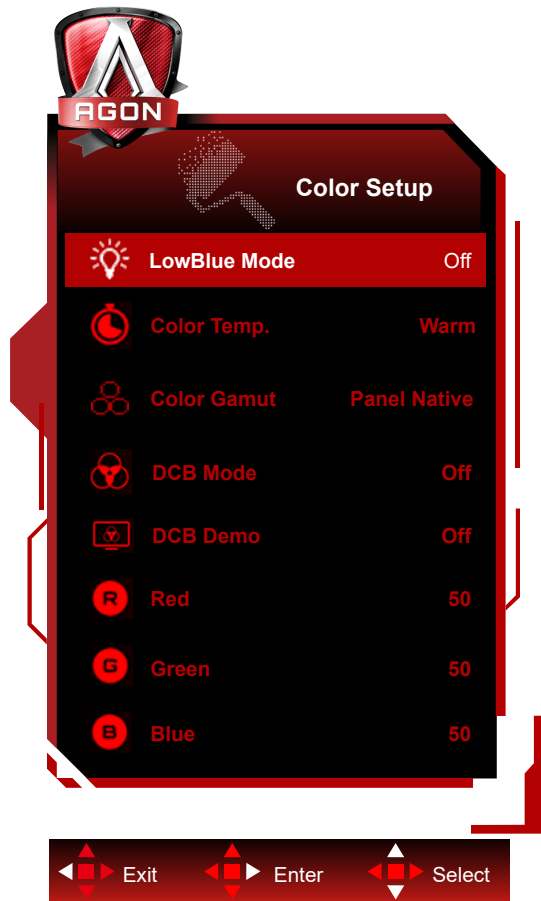 AGON
Color Setup
LowBlue Mode Off
Color Temp. Warm
Color Gamut Panel Native
DCB Mode Off
DCB Demo Off
R Red 50
G Green 50
B Blue 50
Exit Enter Select